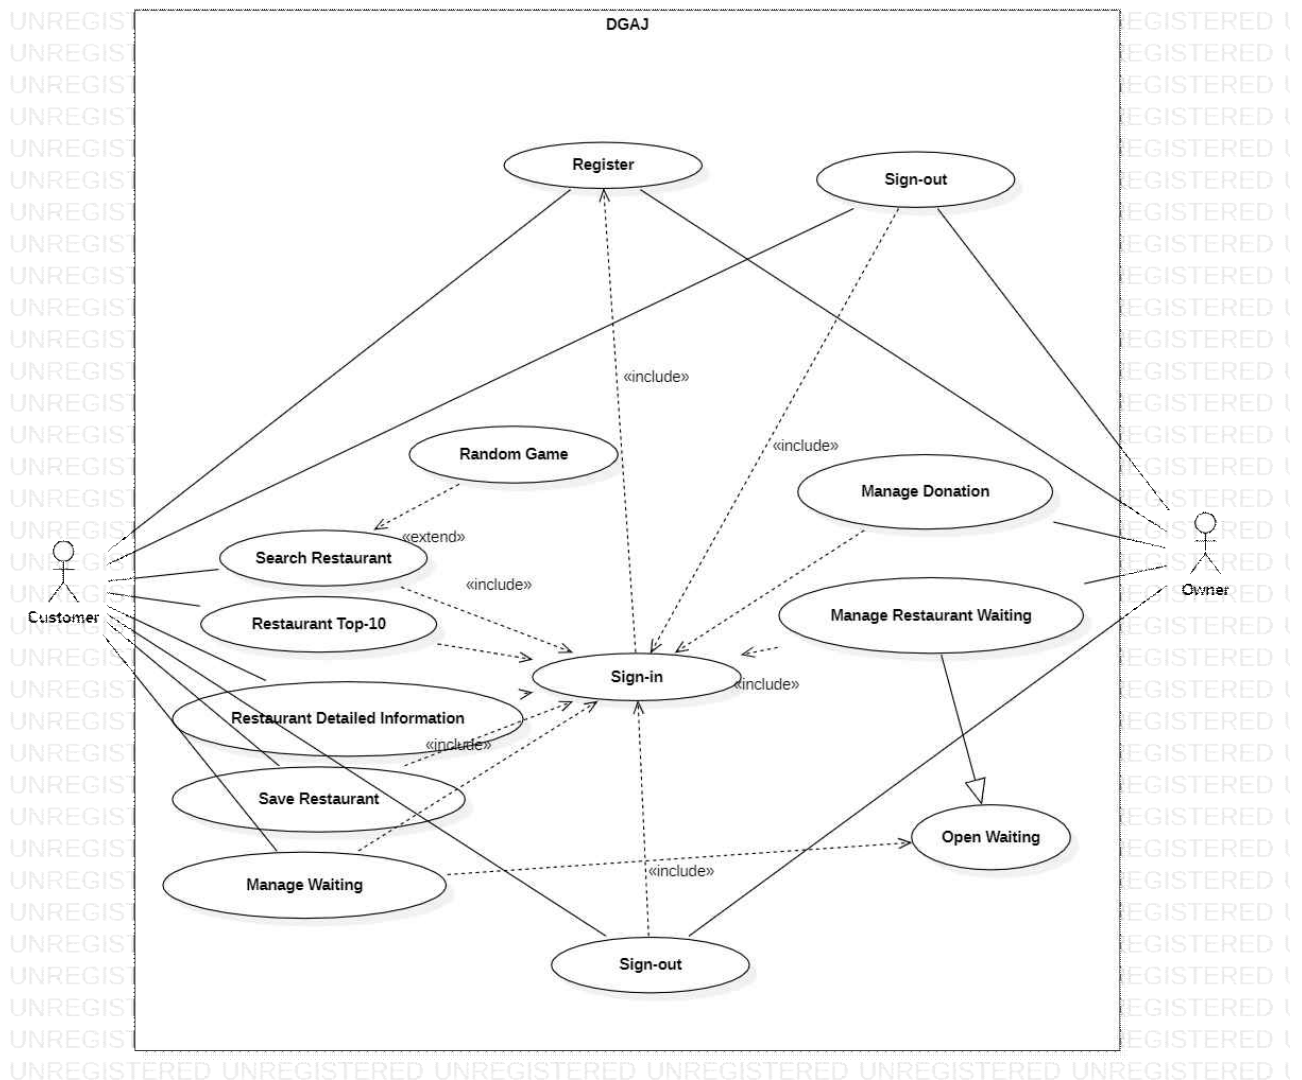 DGAJ
Register
Sign-out
«include»
«include»
Random Game
Manage Donation
«extend»
Search Restaurant
«include»
Customer
Owner
Restaurant Top-10
Manage Restaurant Waiting
Sign-in
«include»
Restaurant Detailed Information
«include»
Save Restaurant
Open Waiting
«include»
Manage Waiting
Sign-out
UNREGISTERED UNREGISTERED UNREGISTERED UNREGISTERED UNREGISTERED UNREGISTERED U